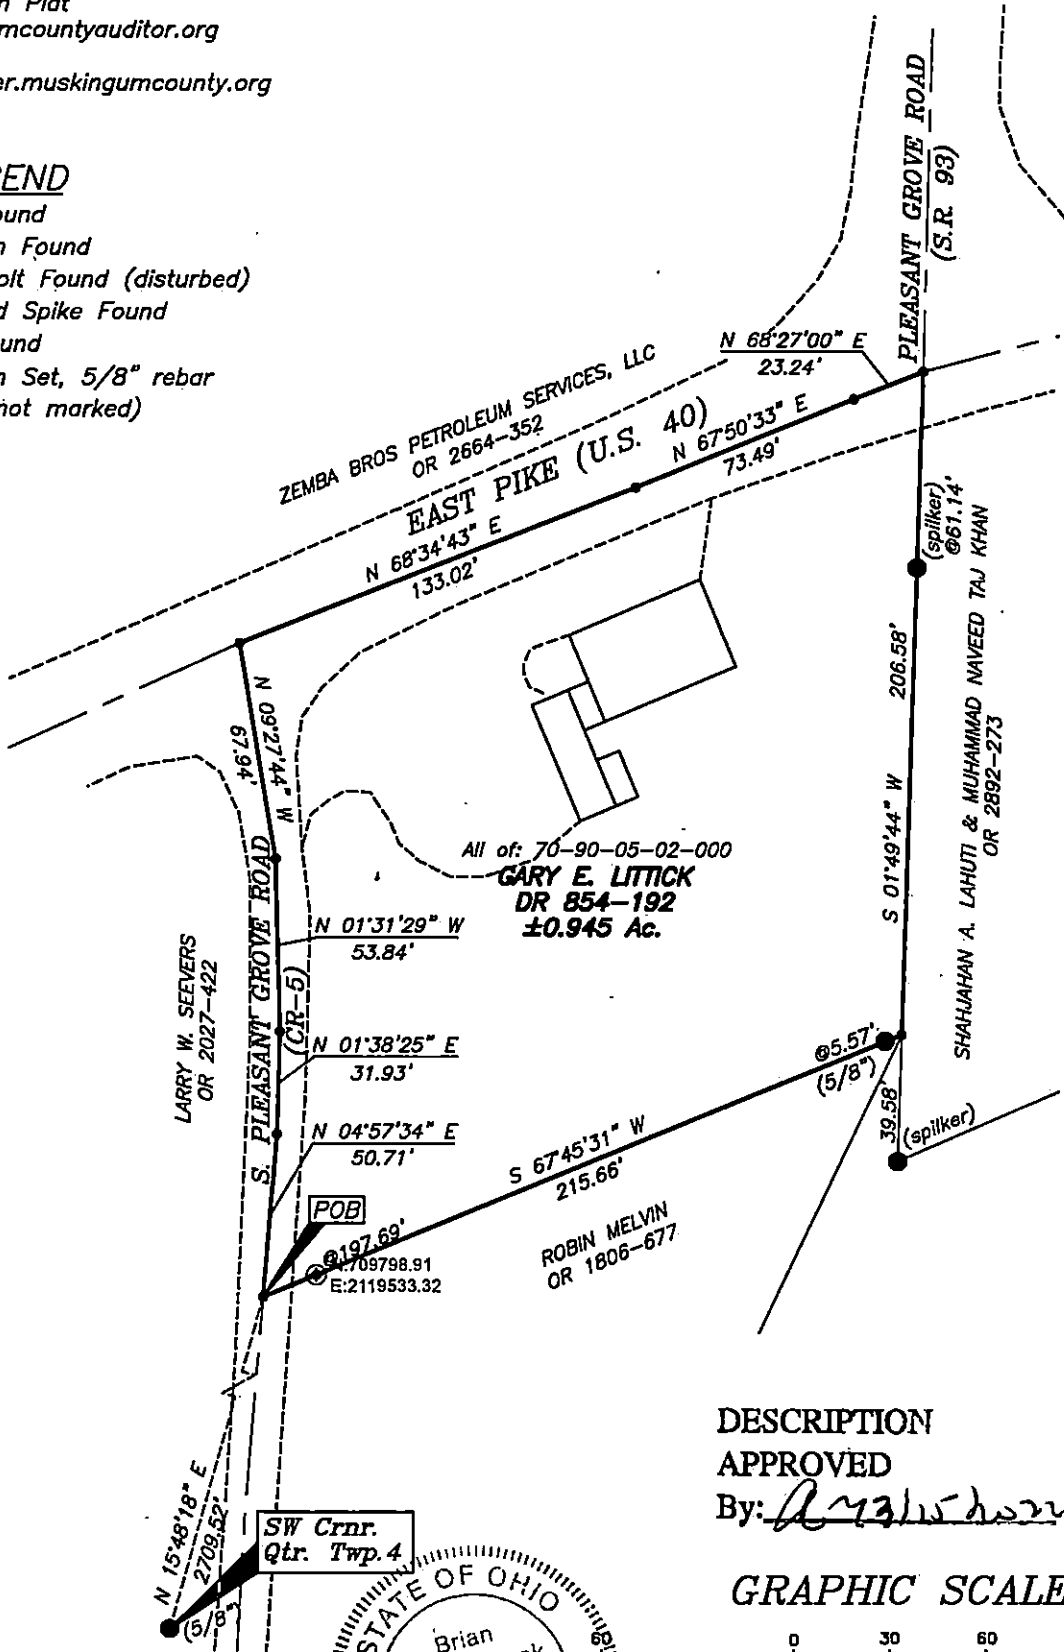 Plat
mcountyauditor.org
er.muskingumcounty.org
END
ound
n Found
olt Found (disturbed)
d Spike Found
und
n Set, 5/8" rebar
not marked)
PLEASANT GROVE ROAD
(S.R. 93)
N 68°27'00" E
23.24'
ZEMBA BROS PETROLEUM SERVICES, LLC
OR 2664-352
EAST PIKE (U.S. 40)
N 67°50'33" E
73.49'
N 68°34'43" E
133.02'
(spilker)
@61.14'
206.58'
S 01°49'44" W
SHAHJAHAN A. LAHUTI & MUHAMMAD NAVEED TAJ KHAN
OR 2892-273
N 09°27'44" W
67.94'
All of: 70-90-05-02-000
GARY E. LITTICK
DR 854-192
±0.945 Ac.
S. PLEASANT GROVE ROAD
(CR-5)
N 01°31'29" W
53.84'
LARRY W. SEEVERS
OR 2027-422
N 01°38'25" E
31.93'
@5.57'
(5/8")
39.58'
(spilker)
N 04°57'34" E
50.71'
S 67°45'31" W
215.66'
POB
@197.69'
N:709798.91
E:2119533.32
ROBIN MELVIN
OR 1806-677
DESCRIPTION
APPROVED
By:
N 15°48'18" E
2709.52'
(5/8")
SW Crnr.
Qtr. Twp. 4
STATE OF OHIO
Brian
GRAPHIC SCALE
60
0
30
60